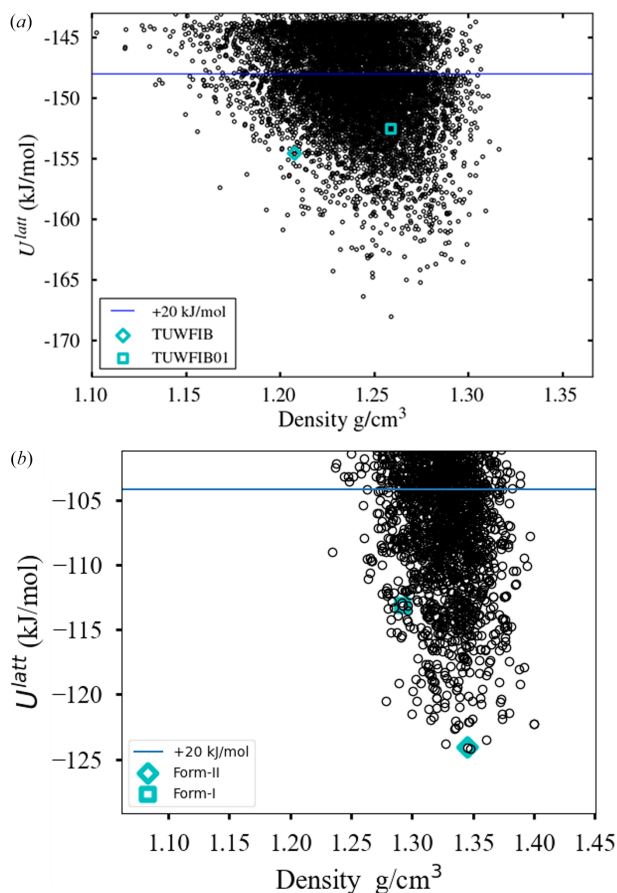 (a)
-145
-150
-155
-160
-165
-170
U^latt (kJ/mol)
+20 kJ/mol
TUWFIB
TUWFIB01
1.10 1.15 1.20 1.25 1.30 1.35
Density g/cm³
(b)
−105
−110
−115
−120
−125
U^latt (kJ/mol)
+20 kJ/mol
Form-II
Form-I
1.10 1.15 1.20 1.25 1.30 1.35 1.40 1.45
Density g/cm³